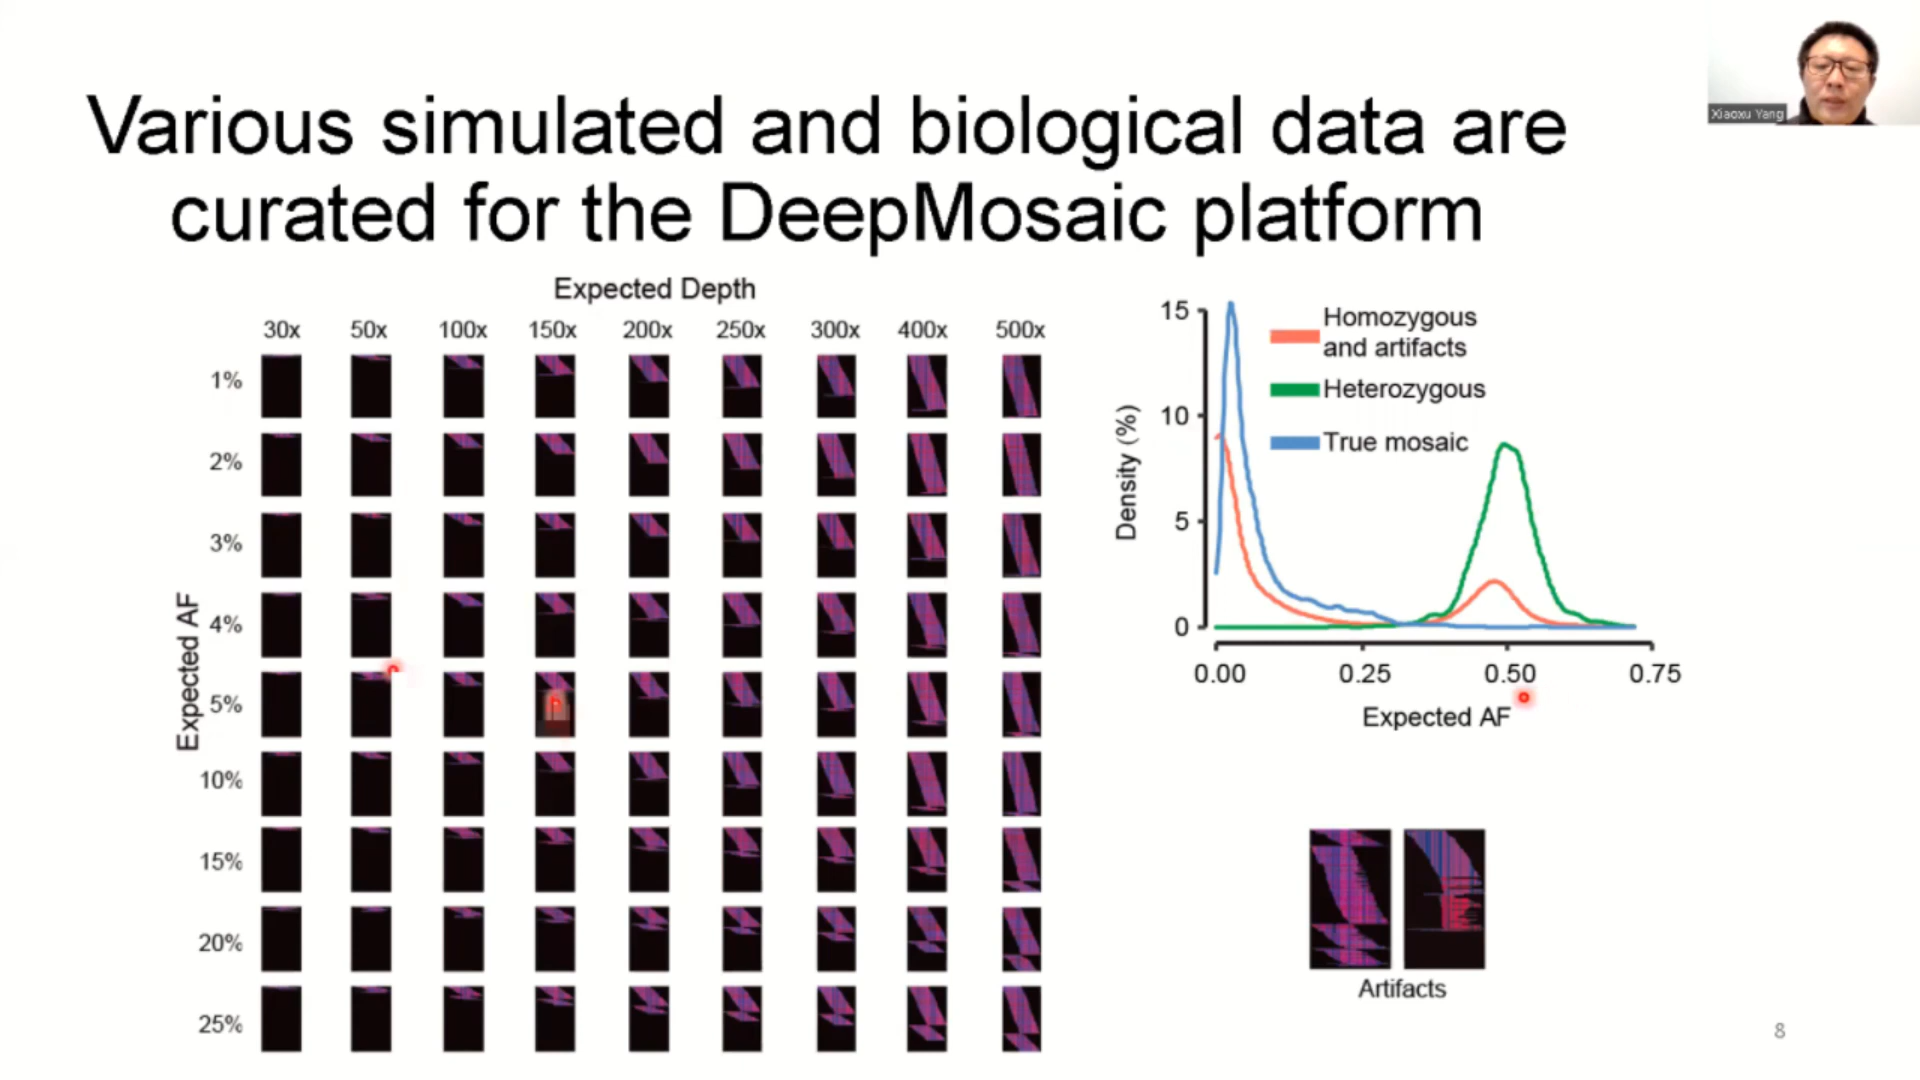 Various simulated and biological data are
curated for the DeepMosaic platform
Xiaoxu Yang
Expected Depth
30x 50x 100x 150x 200x 250x 300x 400x 500x
Expected AF
1%
2%
3%
4%
5%
10%
15%
20%
25%
Density (%)
15
10
5
0
Homozygous
and artifacts
Heterozygous
True mosaic
0.00 0.25 0.50 0.75
Expected AF
Artifacts
8